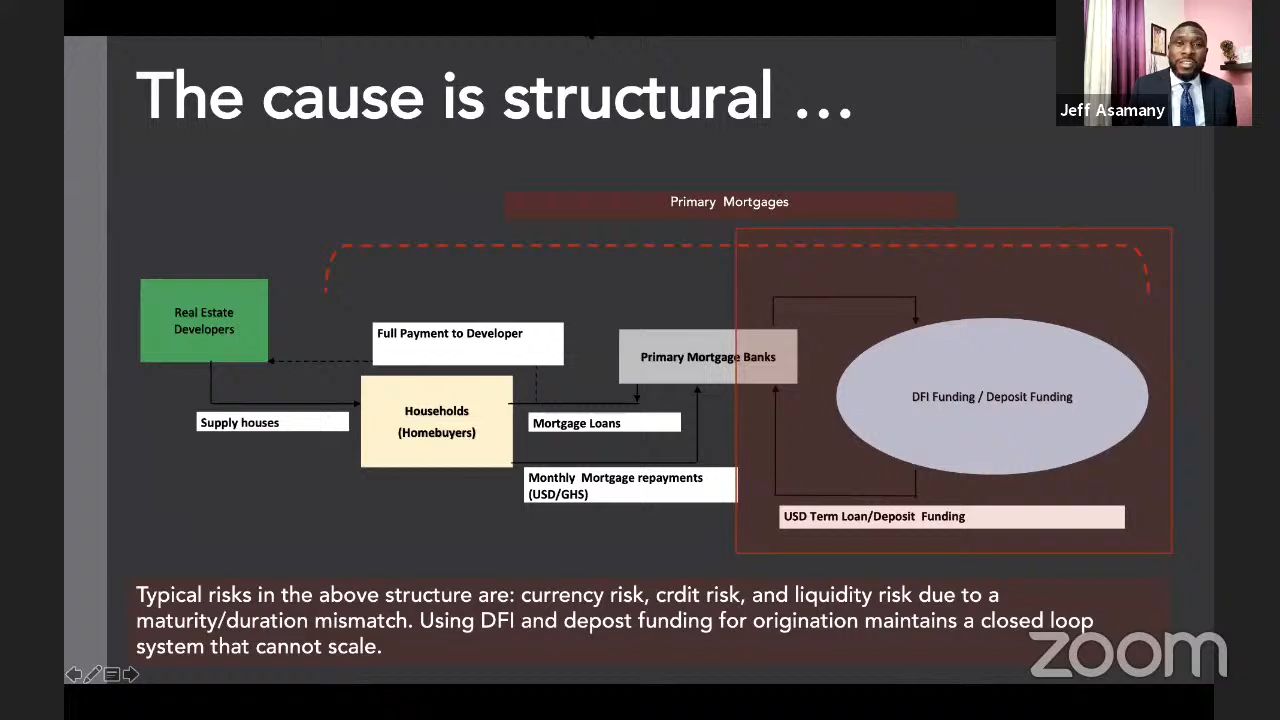 The cause is structural ...
Jeff Asamany
Primary Mortgages
Real Estate
Developers
Full Payment to Developer
Primary Mortgage Banks
DFI Funding / Deposit Funding
Households
(Homebuyers)
Supply houses
Mortgage Loans
Monthly Mortgage repayments
(USD/GHS)
USD Term Loan/Deposit Funding
Typical risks in the above structure are: currency risk, crdit risk, and liquidity risk due to a
maturity/duration mismatch. Using DFI and depost funding for origination maintains a closed loop
system that cannot scale.
zoom